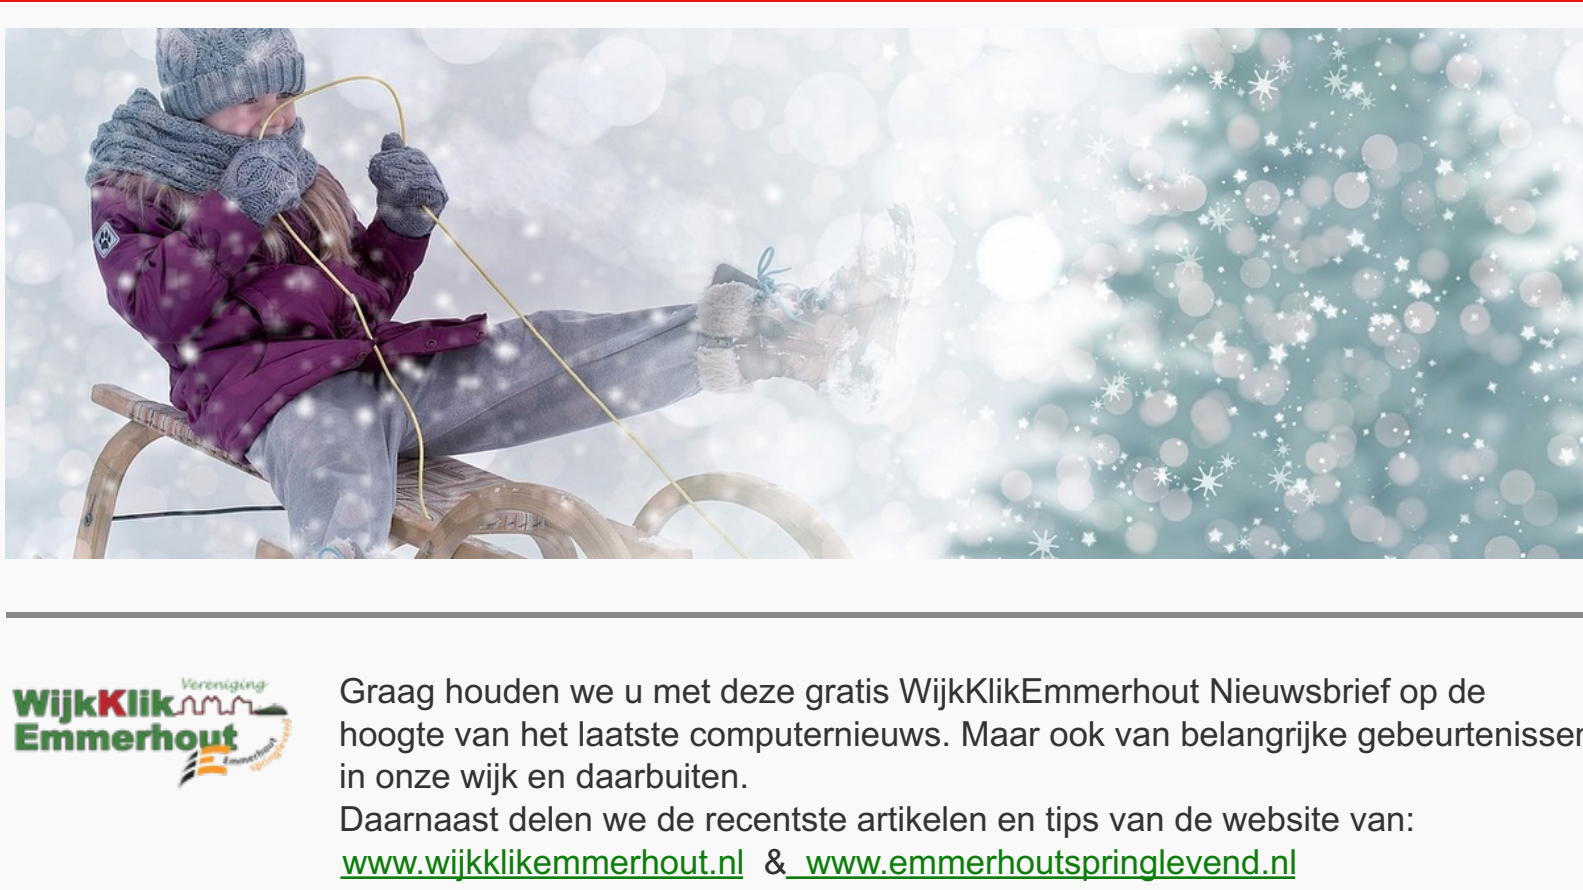 Vereniging
WijkKlik
Emmerhout
Emmerhout
springlevend
Graag houden we u met deze gratis WijkKlikEmmerhout Nieuwsbrief op de
hoogte van het laatste computernieuws. Maar ook van belangrijke gebeurtenissen
in onze wijk en daarbuiten.
Daarnaast delen we de recentste artikelen en tips van de website van:
www.wijkklikemmerhout.nl & www.emmerhoutspringlevend.nl